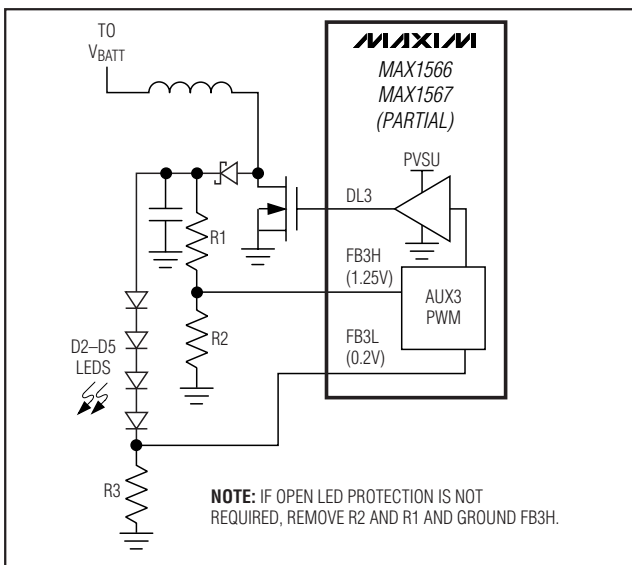 TO
VBATT
MAXIM
MAX1566
MAX1567
(PARTIAL)
PVSU
DL3
R1
FB3H
(1.25V)
AUX3
PWM
R2
FB3L
(0.2V)
D2–D5
LEDS
R3
NOTE: IF OPEN LED PROTECTION IS NOT
REQUIRED, REMOVE R2 AND R1 AND GROUND FB3H.